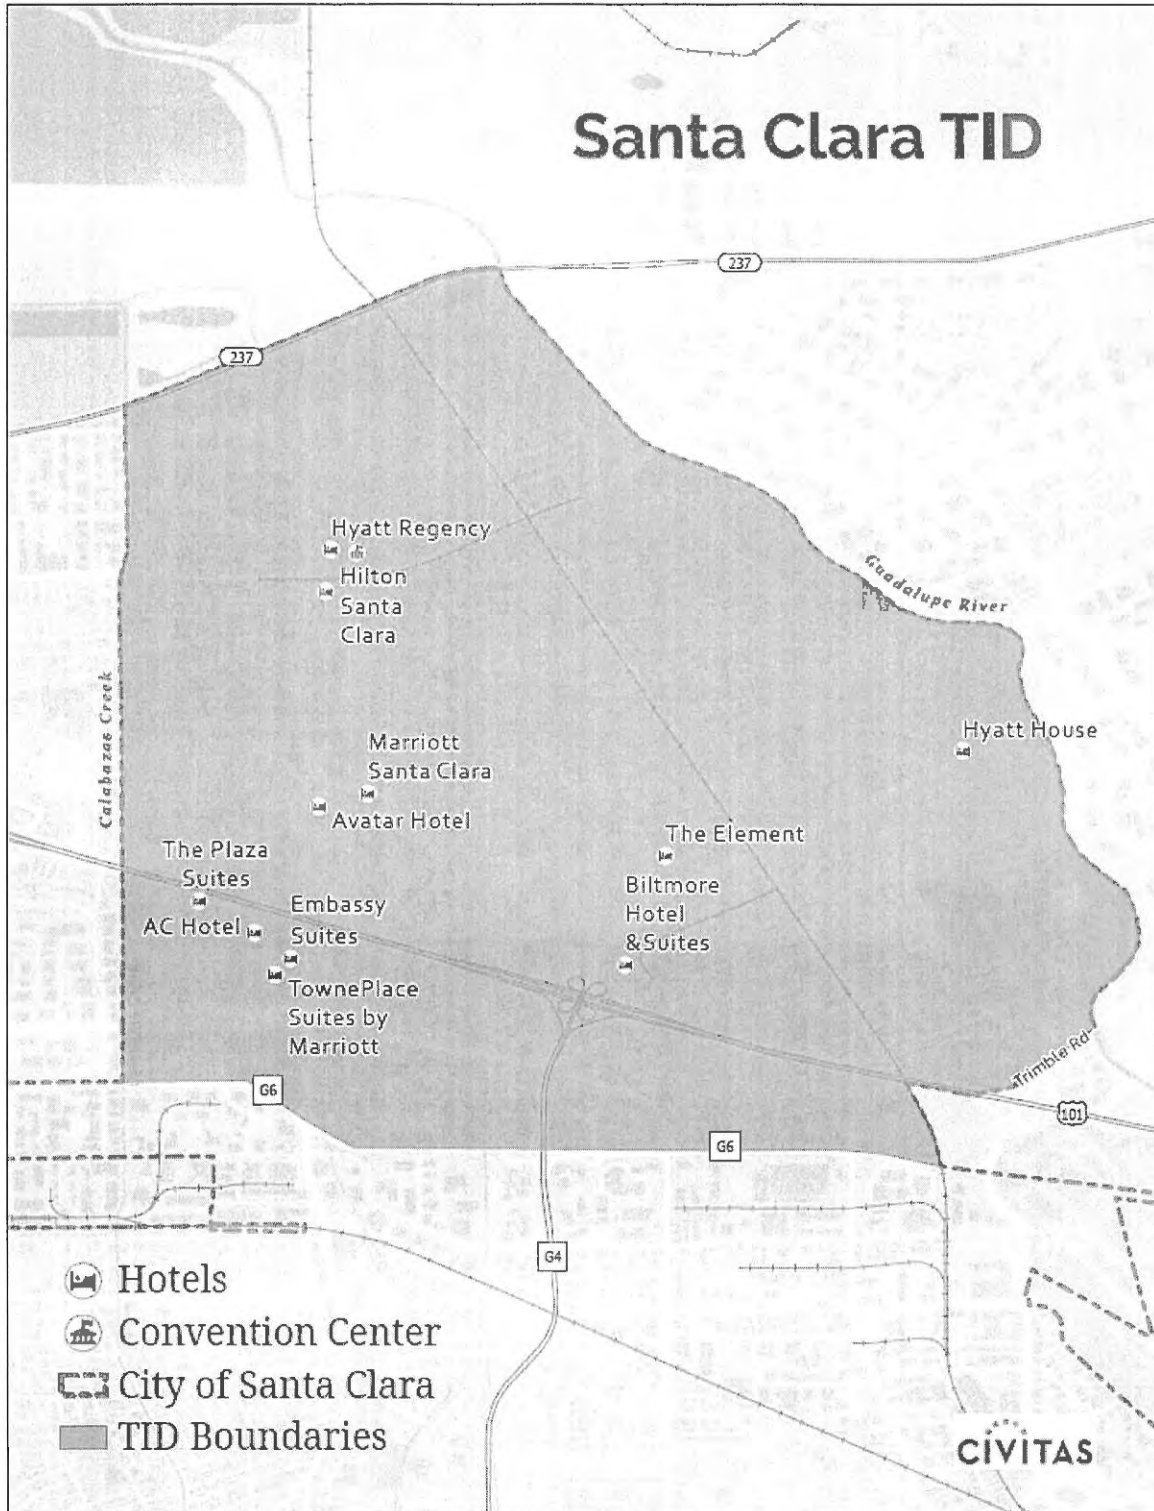 Santa Clara TID
237
237
Hyatt Regency
Hilton
Santa
Clara
Guadalupe River
Calabazas Creek
Hyatt House
Marriott
Santa Clara
Avatar Hotel
The Element
The Plaza
Suites
Biltmore
Hotel
&Suites
Embassy
Suites
AC Hotel
TownePlace
Suites by
Marriott
Trimble Rd
G6
101
G6
G4
Hotels
Convention Center
City of Santa Clara
TID Boundaries
CIVITAS